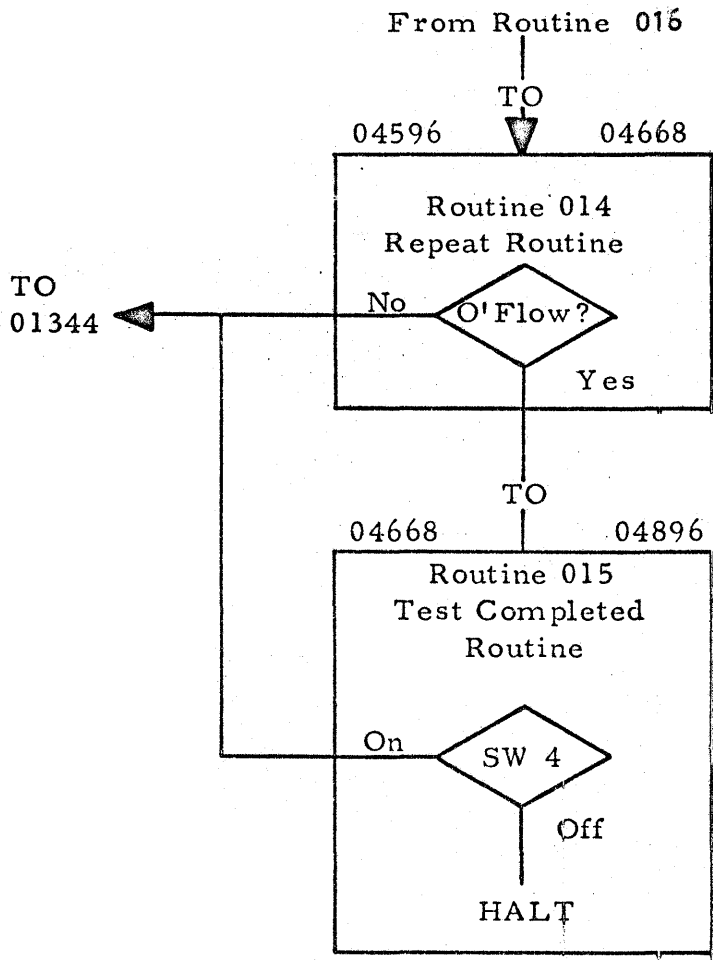 From Routine 016
TO
04596 04668
Routine 014
Repeat Routine
TO
01344
No
O'Flow?
Yes
TO
04668 04896
Routine 015
Test Completed
Routine
On
SW 4
Off
HALT